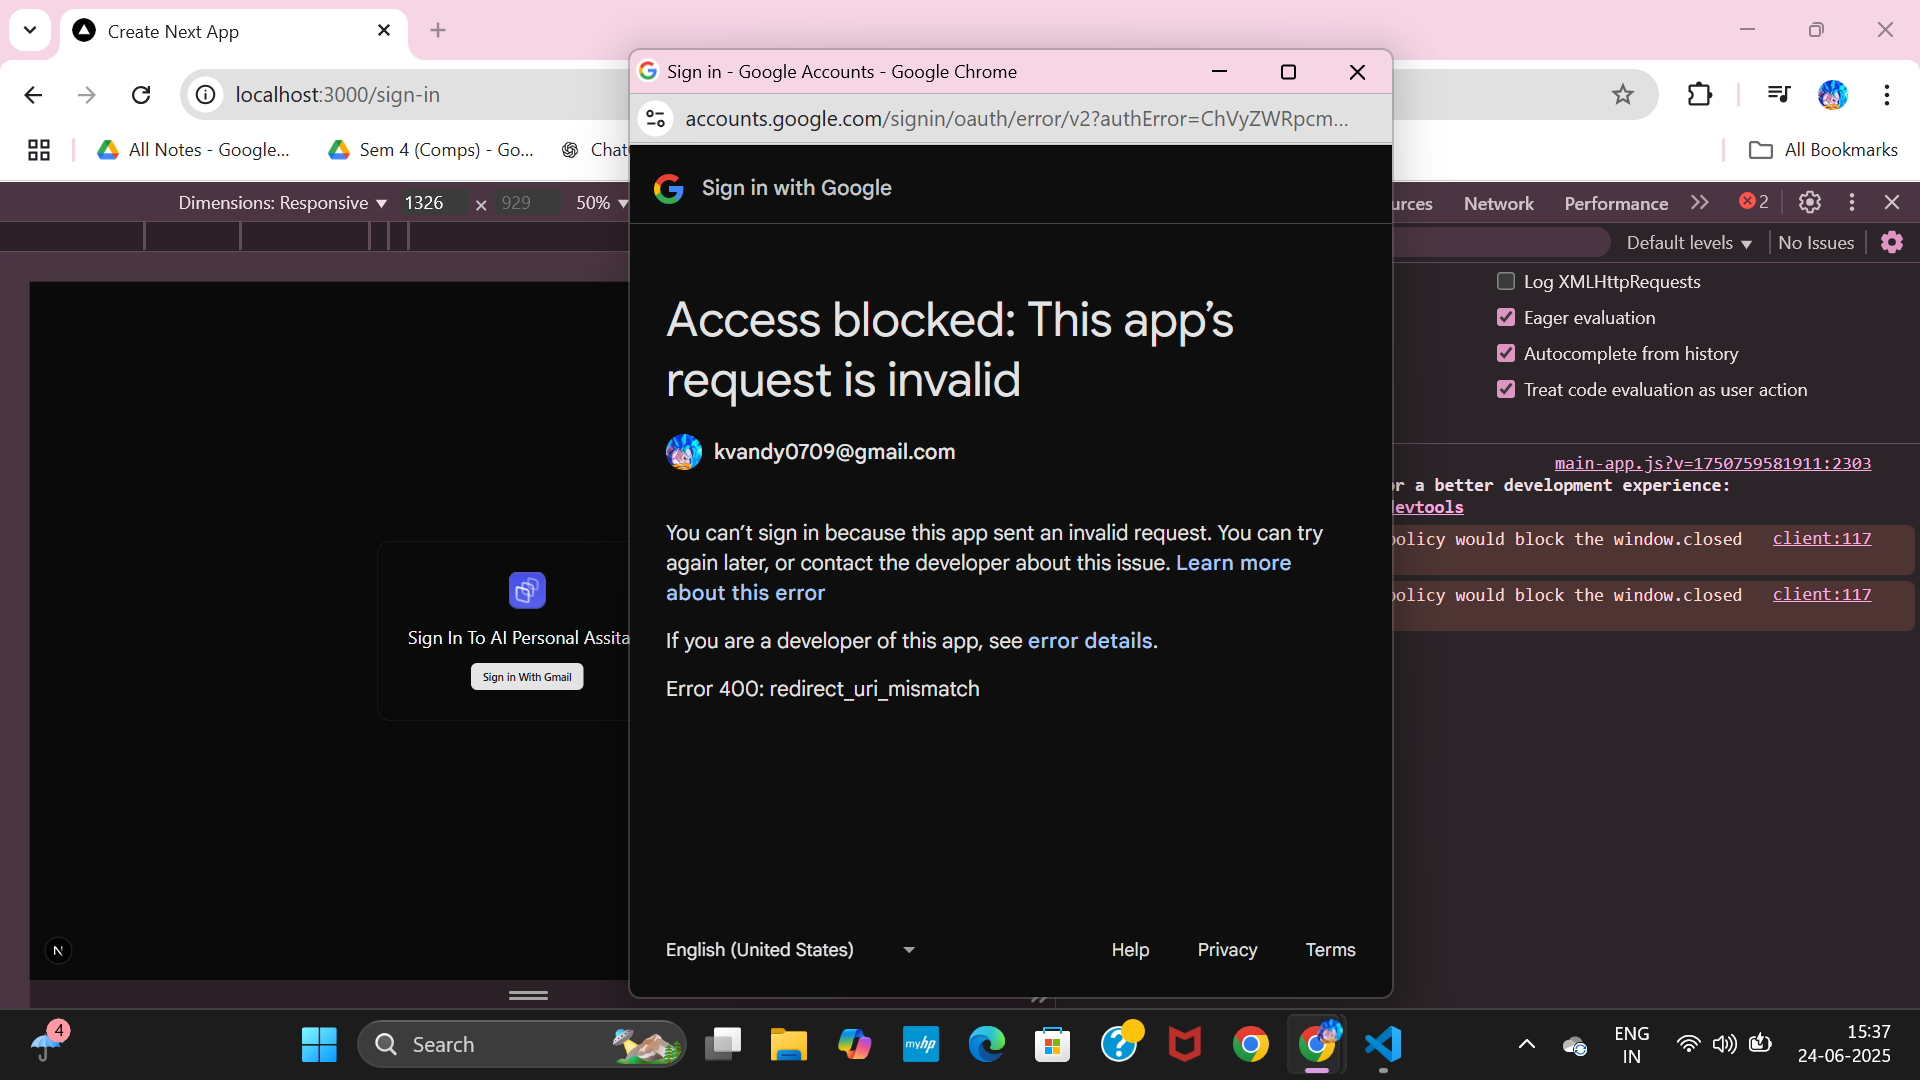 Create Next App
Sign in - Google Accounts - Google Chrome
localhost:3000/sign-in
accounts.google.com/signin/oauth/error/v2?authError=ChVyZWRpcm...
All Notes - Google...
Sem 4 (Comps) - Go...
Chat
All Bookmarks
Sign in with Google
Dimensions: Responsive
1326
×
929
50%
urces
Network
Performance
2
Default levels
No Issues
Log XMLHttpRequests
Eager evaluation
Autocomplete from history
Treat code evaluation as user action
Access blocked: This app’s
request is invalid
kvandy0709@gmail.com
main-app.js?v=1750759581911:2303
or a better development experience:
devtools
policy would block the window.closed
client:117
policy would block the window.closed
client:117
You can’t sign in because this app sent an invalid request. You can try
again later, or contact the developer about this issue. Learn more
about this error
If you are a developer of this app, see error details.
Error 400: redirect_uri_mismatch
Sign In To AI Personal Assita
Sign in With Gmail
N
English (United States)
Help
Privacy
Terms
4
Search
myhp
ENG
IN
15:37
24-06-2025